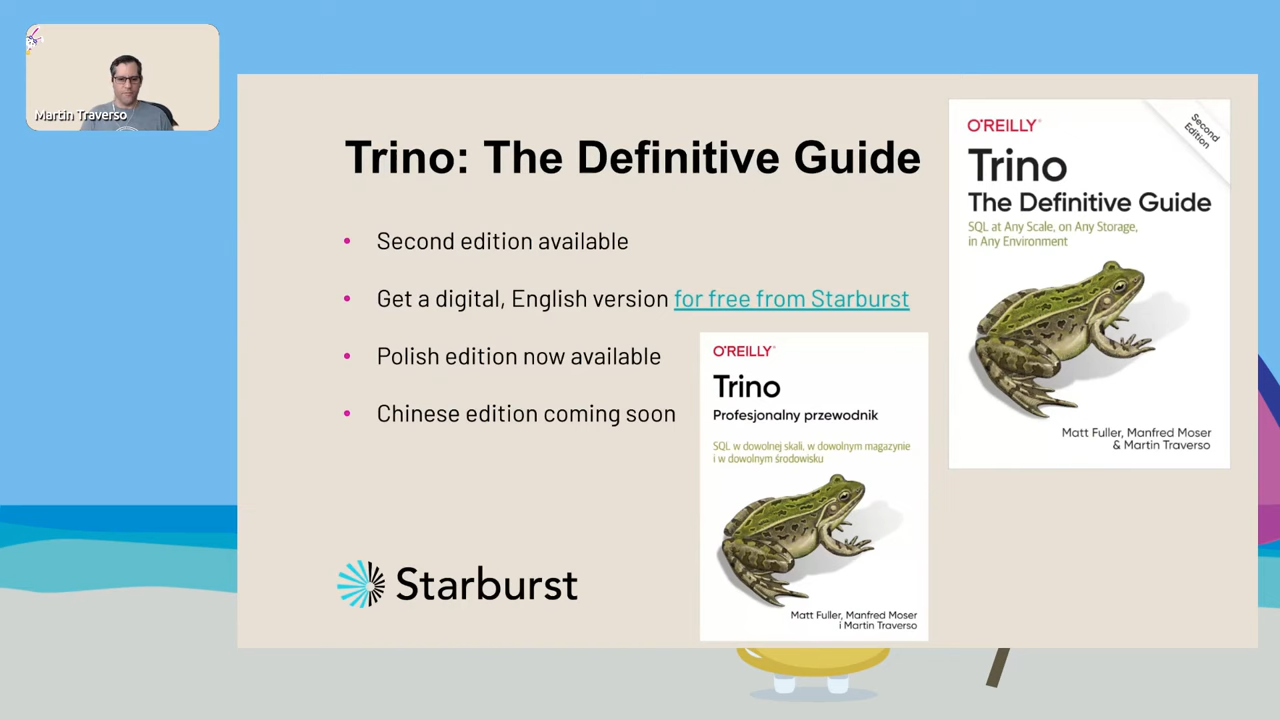 Martin Traverso
Trino: The Definitive Guide
• Second edition available
• Get a digital, English version for free from Starburst
• Polish edition now available
• Chinese edition coming soon
Starburst
O'REILLY®
Trino
Profesjonalny przewodnik
SQL w dowolnej skali, w dowolnym magazynie
i w dowolnym środowisku
Matt Fuller, Manfred Moser
i Martin Traverso
O'REILLY®
Second
Edition
Trino
The Definitive Guide
SQL at Any Scale, on Any Storage,
in Any Environment
Matt Fuller, Manfred Moser
& Martin Traverso